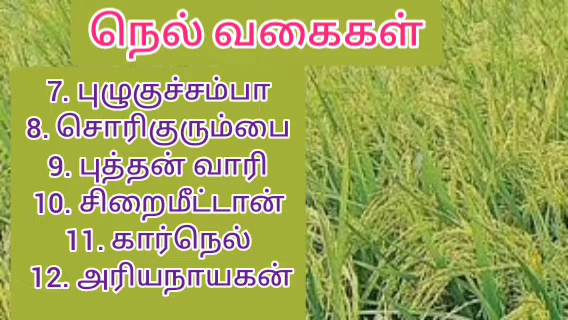 நெல் வகைகள்
7. புழுகுச்சம்பா
8. சொரிகுரும்பை
9. புத்தன் வாரி
10. சிறைமீட்டான்
11. கார்நெல்
12. அரியநாயகன்